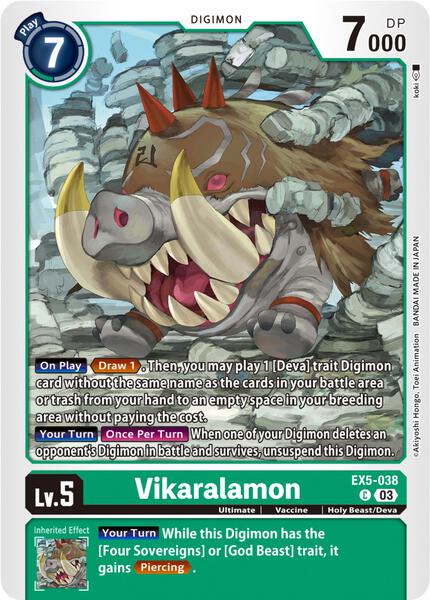 Play
7
DIGIMON
7000
DP
koki
On Play Draw 1 . Then, you may play 1 [Deva] trait Digimon
card without the same name as the cards in your battle area
or trash from your hand to an empty space in your breeding
area without paying the cost.
Your Turn Once Per Turn When one of your Digimon deletes an
opponent's Digimon in battle and survives, unsuspend this Digimon.
©Akiyoshi Hongo, Toei Animation BANDAI MADE IN JAPAN
Lv.5
Vikaralamon
EX5-038
C 03
Ultimate | Vaccine | Holy Beast/Deva
Inherited Effect
Your Turn While this Digimon has the
[Four Sovereigns] or [God Beast] trait, it
gains Piercing .